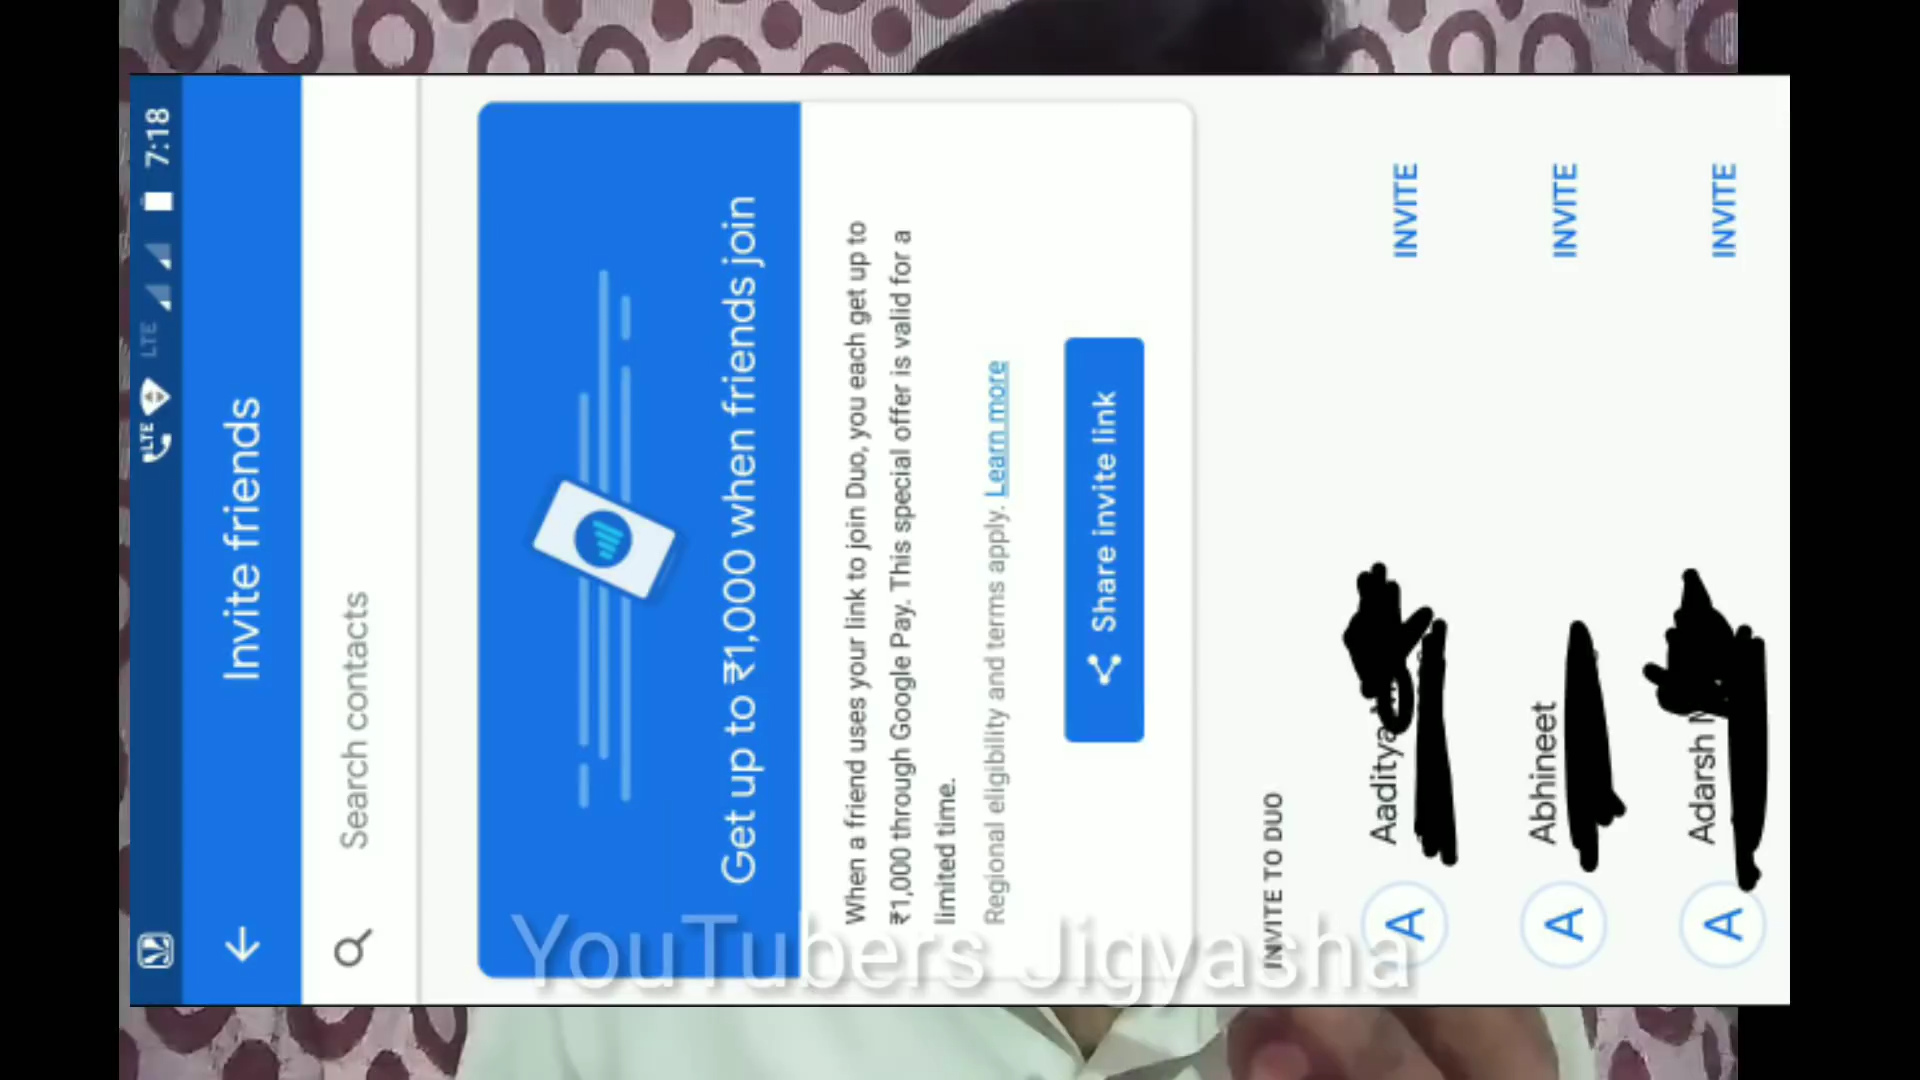 LTE LTE 7:18
Invite friends
Search contacts
Get up to ₹1,000 when friends join
When a friend uses your link to join Duo, you each get up to
₹1,000 through Google Pay. This special offer is valid for a
limited time.
Regional eligibility and terms apply. Learn more
Share invite link
INVITE TO DUO
A Aaditya INVITE
A Abhineet INVITE
A Adarsh INVITE
YouTubers Jigyasha